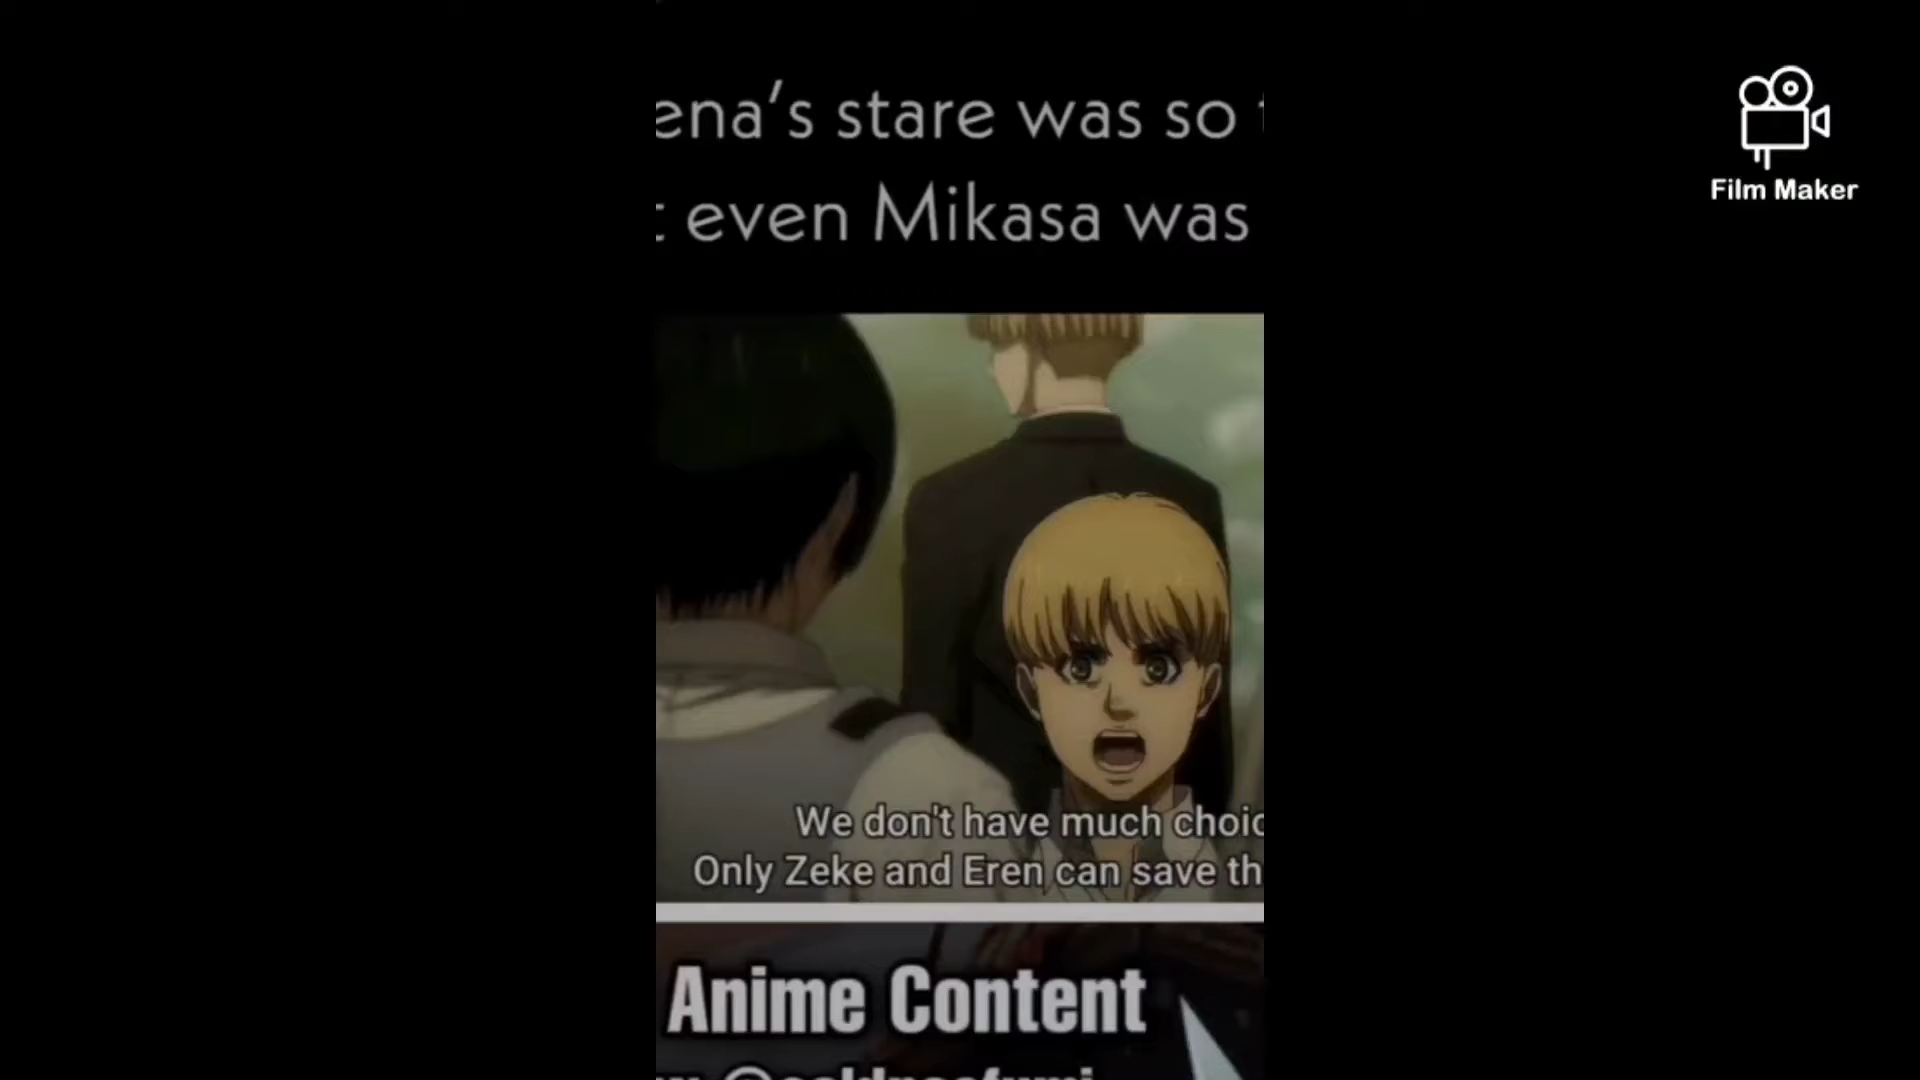 ena's stare was so
even Mikasa was
Film Maker
We don't have much choic
Only Zeke and Eren can save th
Anime Content